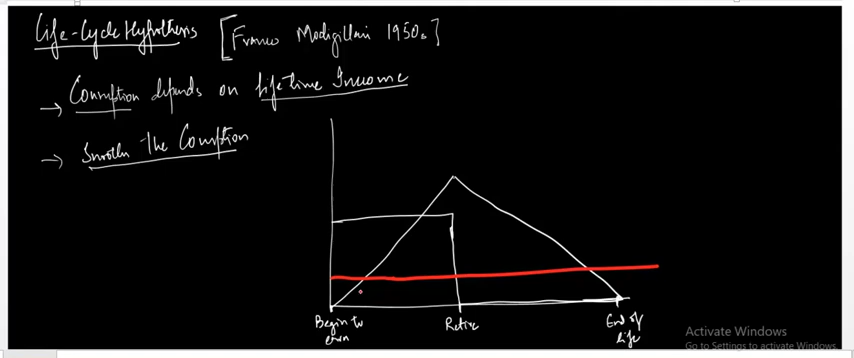 Life-Cycle Hypothesis [Franco Modigliani 1950s]
→ Consumption depends on Lifetime Income
→ Smooth The Consumption
Begin to earn
Retire
End of life
Activate Windows
Go to Settings to activate Windows.